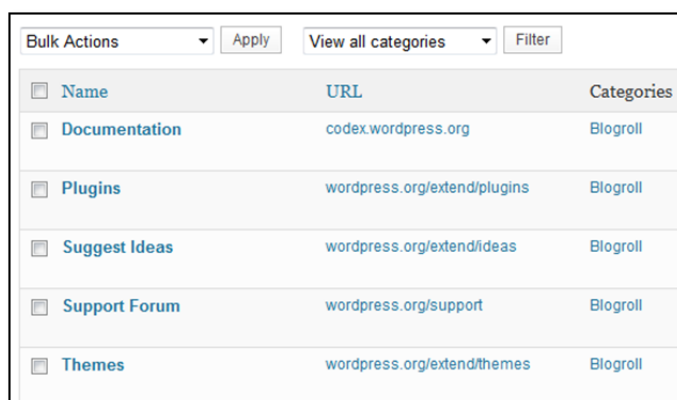 Bulk Actions Apply View all categories Filter
Name URL Categories
Documentation codex.wordpress.org Blogroll
Plugins wordpress.org/extend/plugins Blogroll
Suggest Ideas wordpress.org/extend/ideas Blogroll
Support Forum wordpress.org/support Blogroll
Themes wordpress.org/extend/themes Blogroll